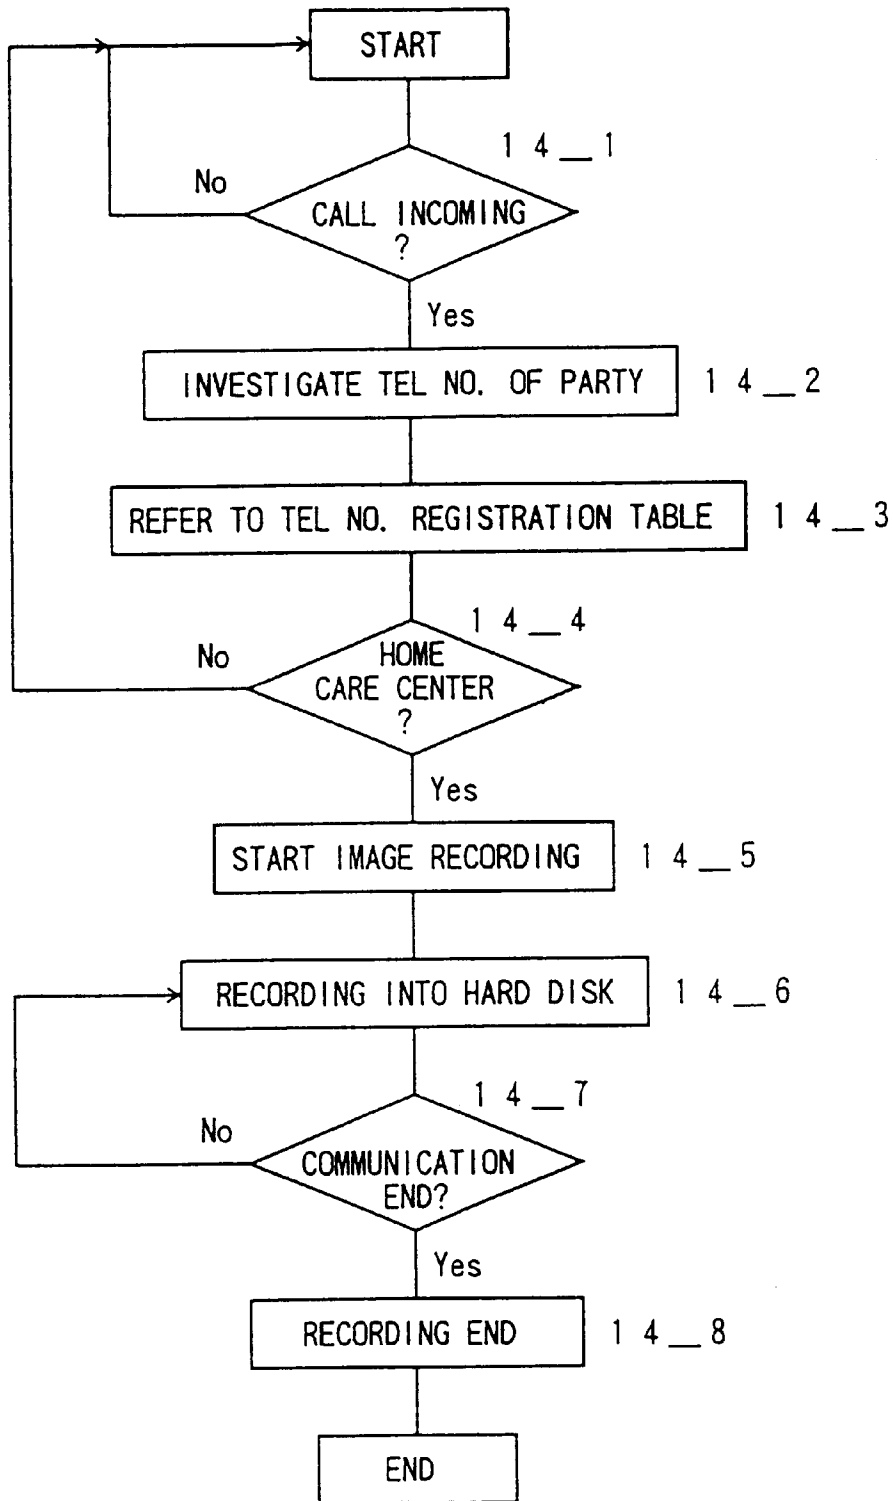 START
1 4 _ 1
No
CALL INCOMING
?
Yes
INVESTIGATE TEL NO. OF PARTY 1 4 _ 2
REFER TO TEL NO. REGISTRATION TABLE 1 4 _ 3
1 4 _ 4
No
HOME
CARE CENTER
?
Yes
START IMAGE RECORDING 1 4 _ 5
RECORDING INTO HARD DISK 1 4 _ 6
1 4 _ 7
No
COMMUNICATION
END?
Yes
RECORDING END 1 4 _ 8
END